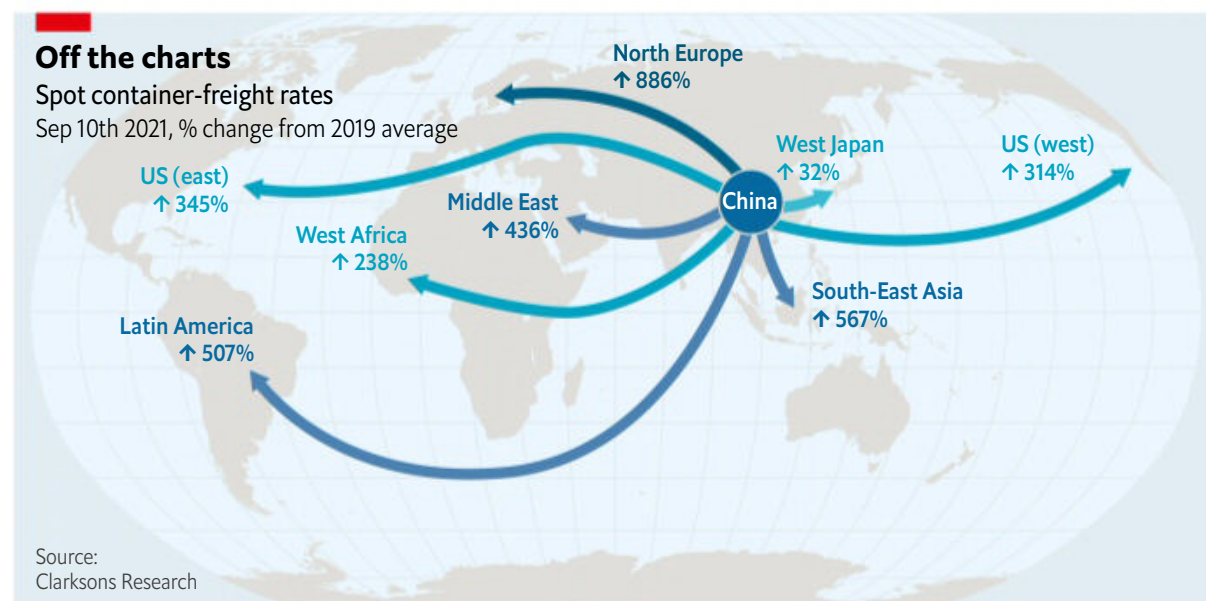 Off the charts
Spot container-freight rates
Sep 10th 2021, % change from 2019 average
North Europe
↑ 886%
West Japan
↑ 32%
US (west)
↑ 314%
US (east)
↑ 345%
Middle East
↑ 436%
China
West Africa
↑ 238%
South-East Asia
↑ 567%
Latin America
↑ 507%
Source:
Clarksons Research